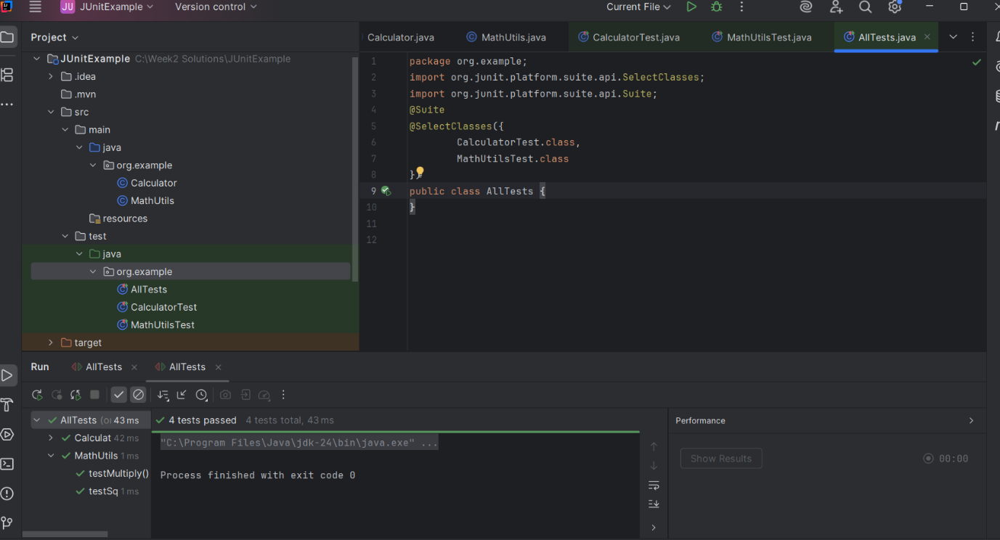 JU JUnitExample Version control Current File
Project
JUnitExample C:\Week2 Solutions\JUnitExample
.idea
.mvn
src
main
java
org.example
Calculator
MathUtils
resources
test
java
org.example
AllTests
CalculatorTest
MathUtilsTest
target
Calculator.java MathUtils.java CalculatorTest.java MathUtilsTest.java AllTests.java
1 package org.example;
2 import org.junit.platform.suite.api.SelectClasses;
3 import org.junit.platform.suite.api.Suite;
4 @Suite
5 @SelectClasses({
6 CalculatorTest.class,
7 MathUtilsTest.class
8 })
9 public class AllTests {
10 }
11
12
Run AllTests AllTests
AllTests (or 43 ms
Calculat 42 ms
MathUtils 1 ms
testMultiply()
testSq 1 ms
4 tests passed 4 tests total, 43 ms
"C:\Program Files\Java\jdk-24\bin\java.exe" ...
Process finished with exit code 0
Performance
Show Results 00:00